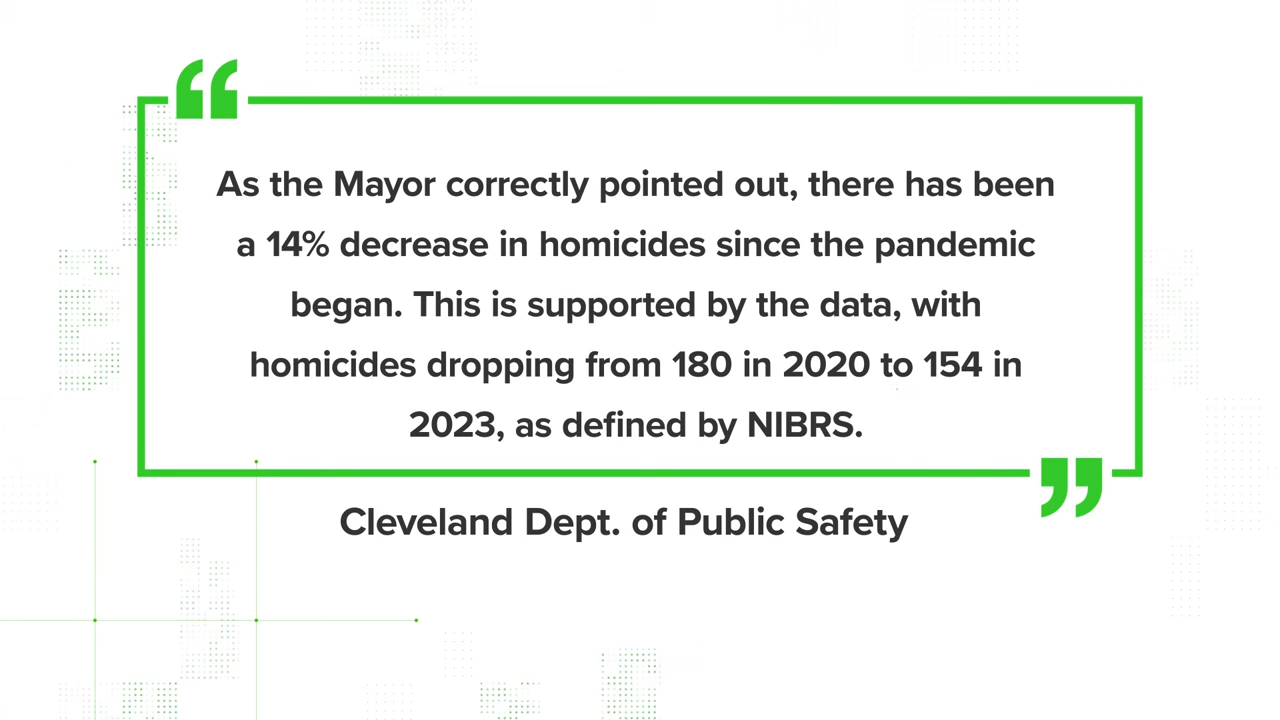 As the Mayor correctly pointed out, there has been
a 14% decrease in homicides since the pandemic
began. This is supported by the data, with
homicides dropping from 180 in 2020 to 154 in
2023, as defined by NIBRS.
Cleveland Dept. of Public Safety